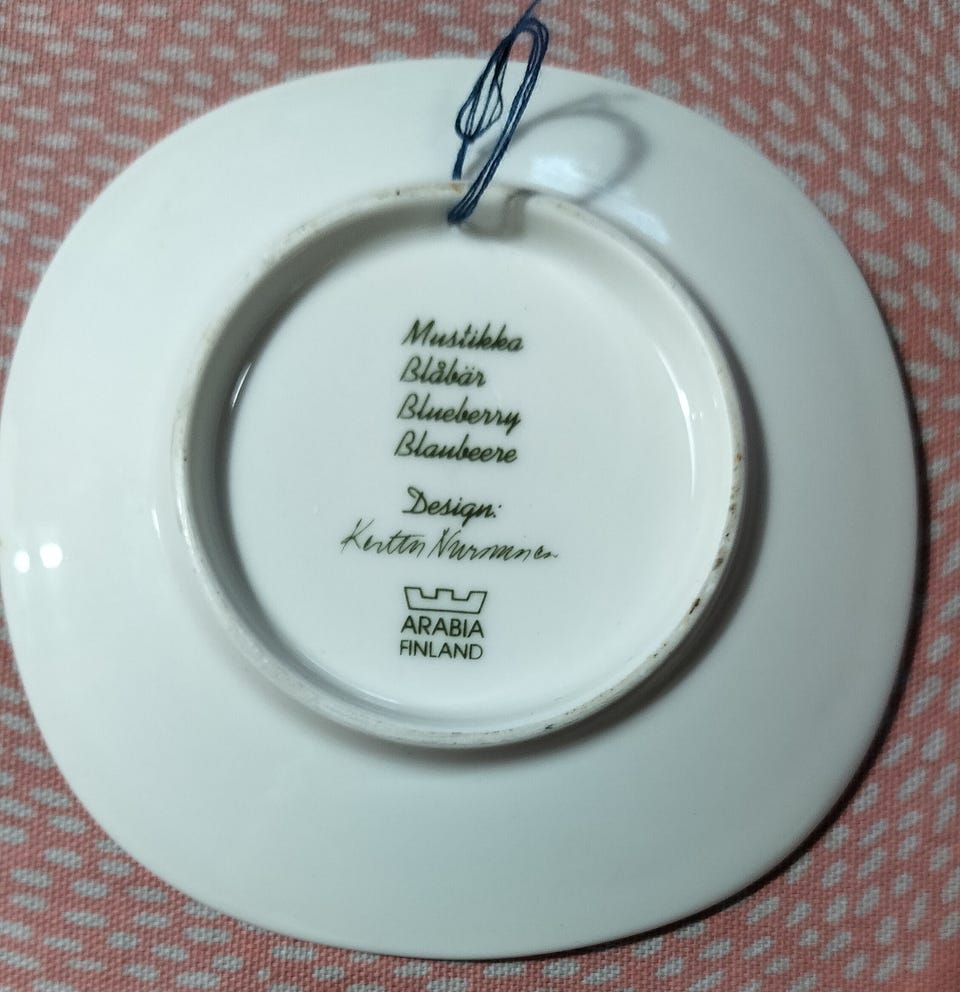 Mustikka
Blåbär
Blueberry
Blaubeere
Design:
Kerttu Nurminen
ARABIA
FINLAND